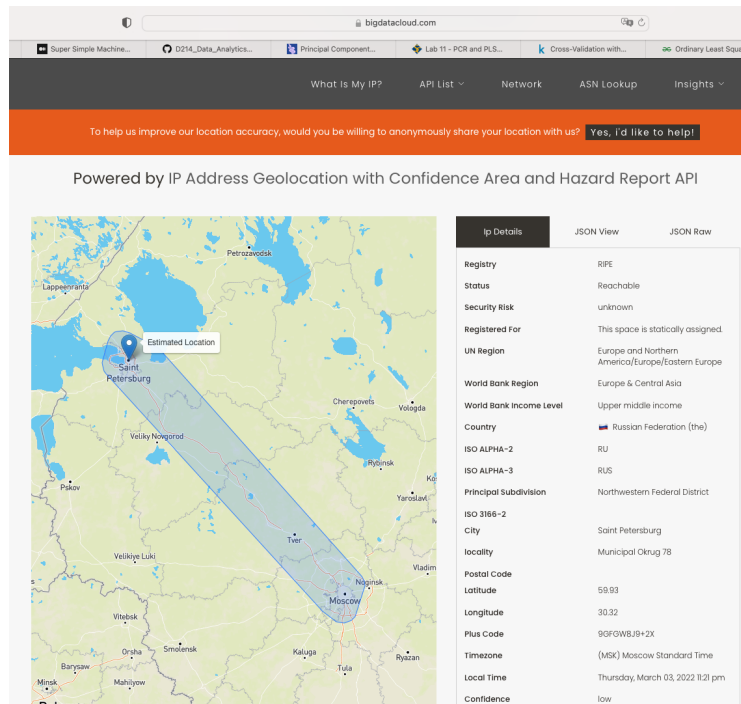 bigdatacloud.com
Super Simple Machine...
D214_Data_Analytics...
Principal Component...
Lab 11 - PCR and PLS...
Cross-Validation with...
Ordinary Least Squa
What Is My IP?
API List
Network
ASN Lookup
Insights
To help us improve our location accuracy, would you be willing to anonymously share your location with us? Yes, i'd like to help!
Powered by IP Address Geolocation with Confidence Area and Hazard Report API
Petrozavodsk
Lappeenranta
Estimated Location
Saint
Petersburg
Cherepovets
Vologda
Veliky Novgorod
Rybinsk
Pskov
Yaroslavl
Tver
Velikiye Luki
Vladim
Noginsk
Moscow
Vitebsk
Orsha
Smolensk
Kaluga
Ryazan
Barysaw
Tula
Minsk
Mahilyow
Ip Details
JSON View
JSON Raw
Registry RIPE
Status Reachable
Security Risk unknown
Registered For This space is statically assigned.
UN Region Europe and Northern
America/Europe/Eastern Europe
World Bank Region Europe & Central Asia
World Bank Income Level Upper middle income
Country Russian Federation (the)
ISO ALPHA-2 RU
ISO ALPHA-3 RUS
Principal Subdivision Northwestern Federal District
ISO 3166-2
City Saint Petersburg
locality Municipal Okrug 78
Postal Code
Latitude 59.93
Longitude 30.32
Plus Code 9GFGW8J9+2X
Timezone (MSK) Moscow Standard Time
Local Time Thursday, March 03, 2022 11:21 pm
Confidence low